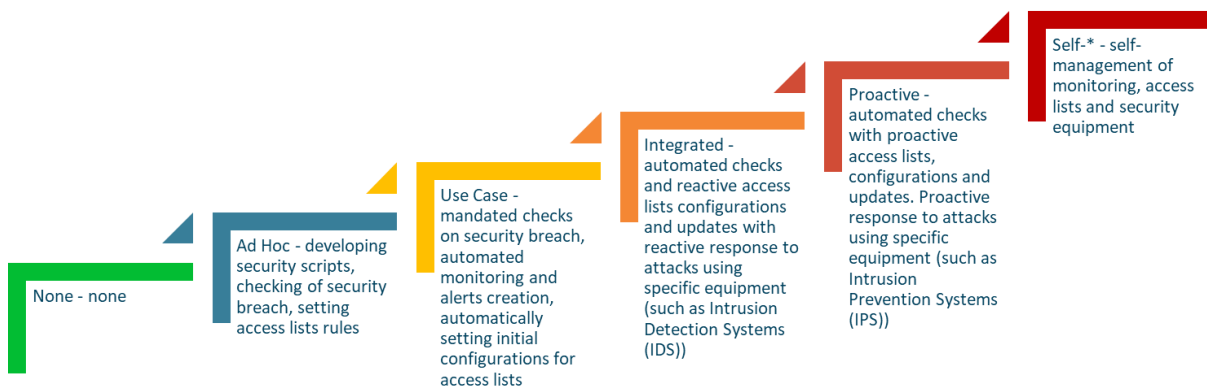 None - none
Ad Hoc - developing
security scripts,
checking of security
breach, setting
access lists rules
Use Case -
mandated checks
on security breach,
automated
monitoring and
alerts creation,
automatically
setting initial
configurations for
access lists
Integrated -
automated checks
and reactive access
lists configurations
and updates with
reactive response to
attacks using
specific equipment
(such as Intrusion
Detection Systems
(IDS))
Proactive -
automated checks
with proactive
access lists,
configurations and
updates. Proactive
response to attacks
using specific
equipment (such as
Intrusion
Prevention Systems
(IPS))
Self-* - self-
management of
monitoring, access
lists and security
equipment